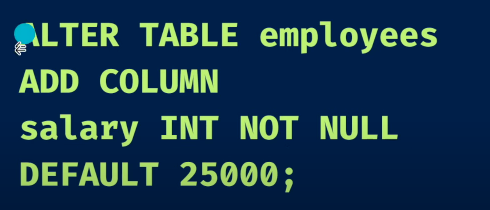 ALTER TABLE employees
ADD COLUMN
salary INT NOT NULL
DEFAULT 25000;